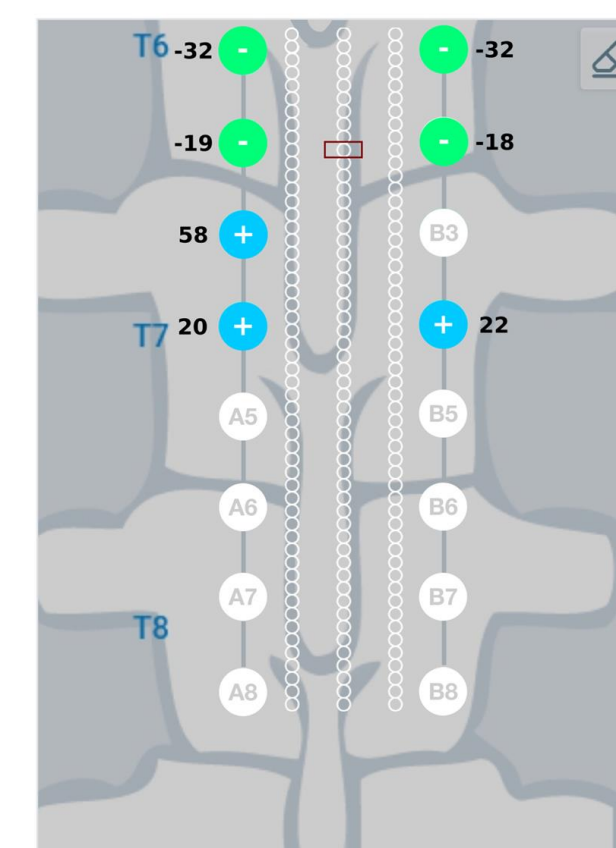 T6 -32 - - -32
-19 - - -18
58 + B3
T7 20 + + 22
A5 B5
A6 B6
A7 B7
T8
A8 B8